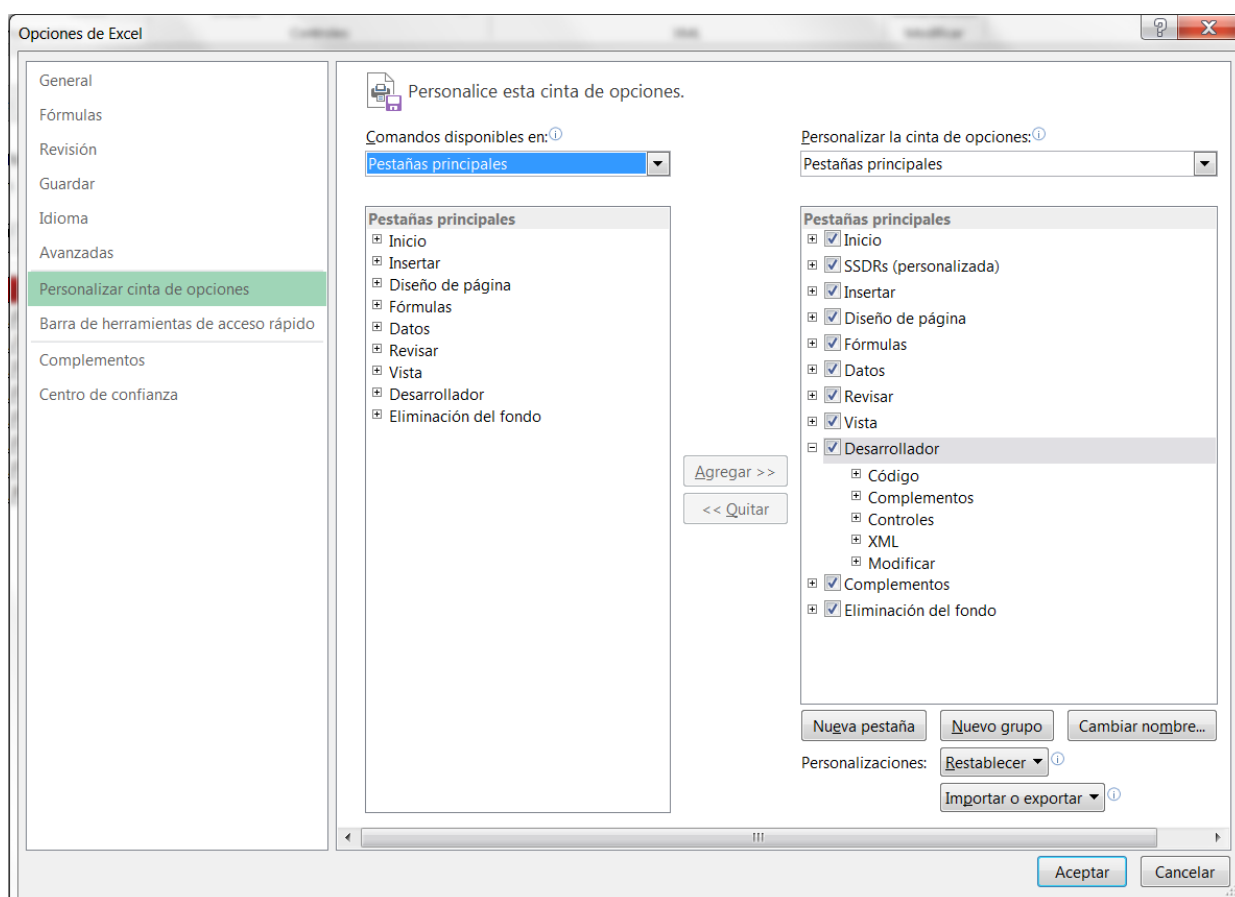 Opciones de Excel
Controles
XML
Modificar
General
Fórmulas
Revisión
Guardar
Idioma
Avanzadas
Personalizar cinta de opciones
Barra de herramientas de acceso rápido
Complementos
Centro de confianza
Personalice esta cinta de opciones.
Comandos disponibles en:
Pestañas principales
Pestañas principales
Inicio
Insertar
Diseño de página
Fórmulas
Datos
Revisar
Vista
Desarrollador
Eliminación del fondo
Agregar >>
<< Quitar
Personalizar la cinta de opciones:
Pestañas principales
Pestañas principales
Inicio
SSDRs (personalizada)
Insertar
Diseño de página
Fórmulas
Datos
Revisar
Vista
Desarrollador
Código
Complementos
Controles
XML
Modificar
Complementos
Eliminación del fondo
Nueva pestaña Nuevo grupo Cambiar nombre...
Personalizaciones: Restablecer
Importar o exportar
Aceptar Cancelar